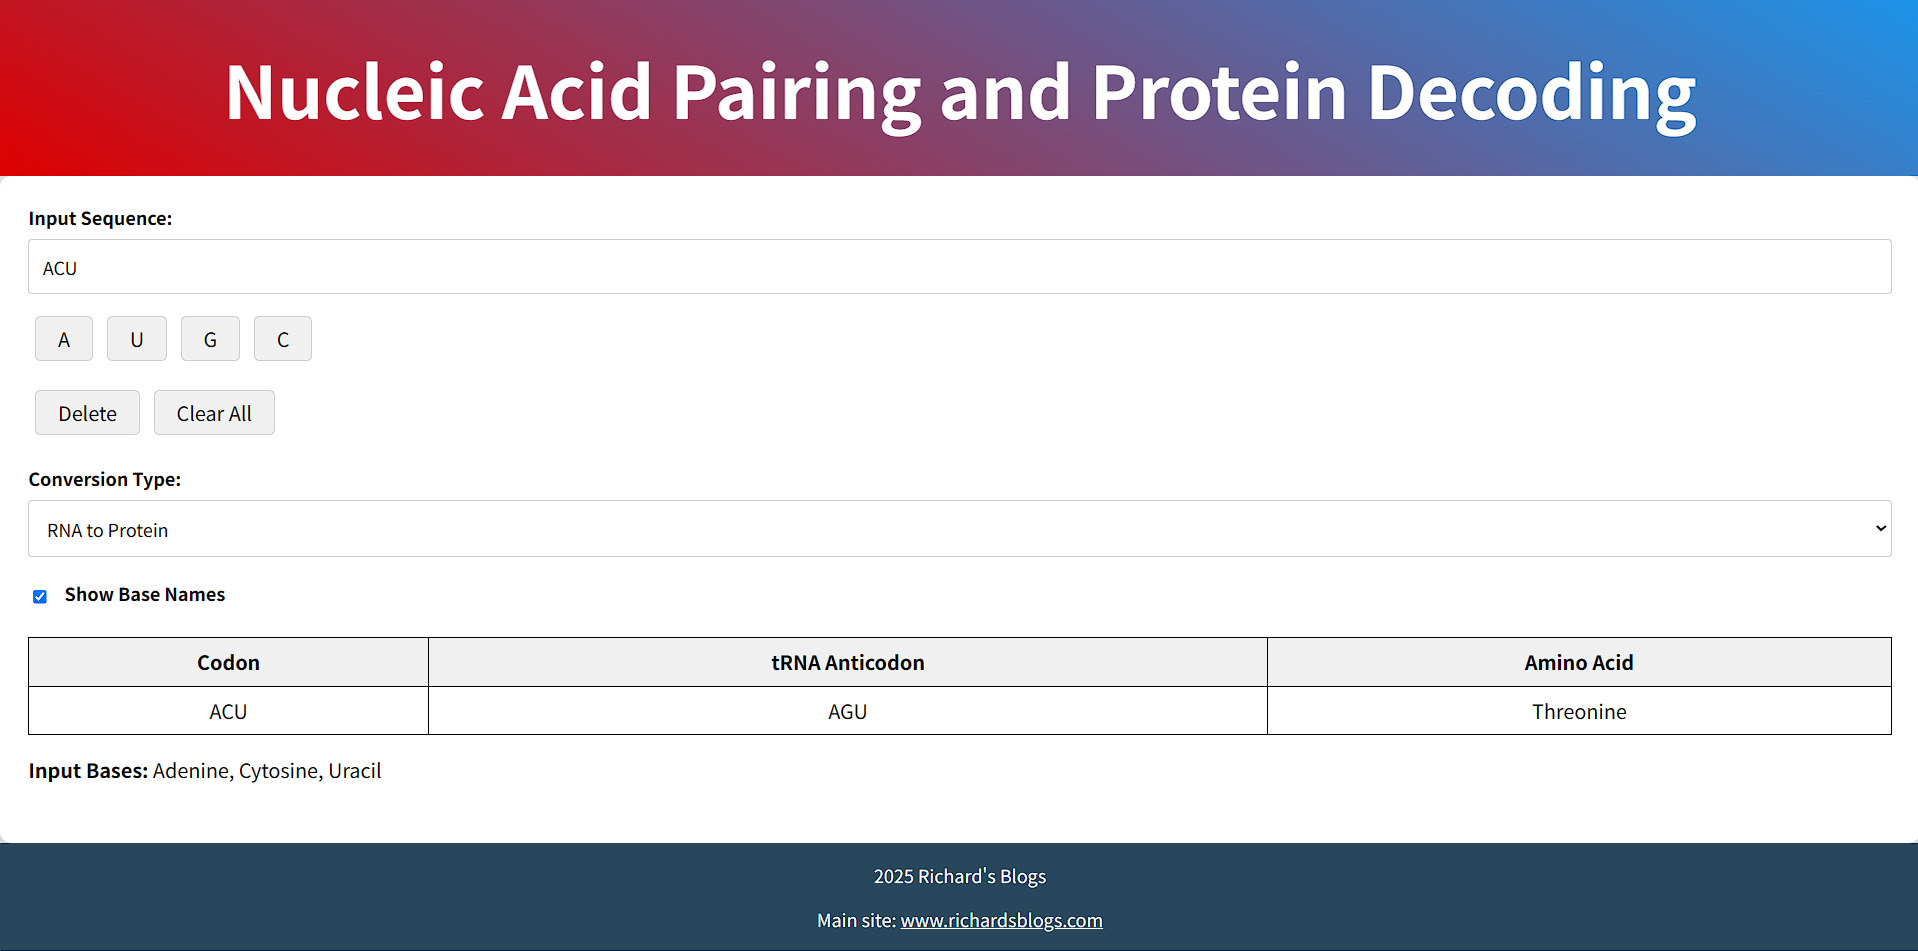 Nucleic Acid Pairing and Protein Decoding
Input Sequence:
ACU
A U G C
Delete Clear All
Conversion Type:
RNA to Protein
Show Base Names
Codon tRNA Anticodon Amino Acid
ACU AGU Threonine
Input Bases: Adenine, Cytosine, Uracil
2025 Richard's Blogs
Main site: www.richardsblogs.com